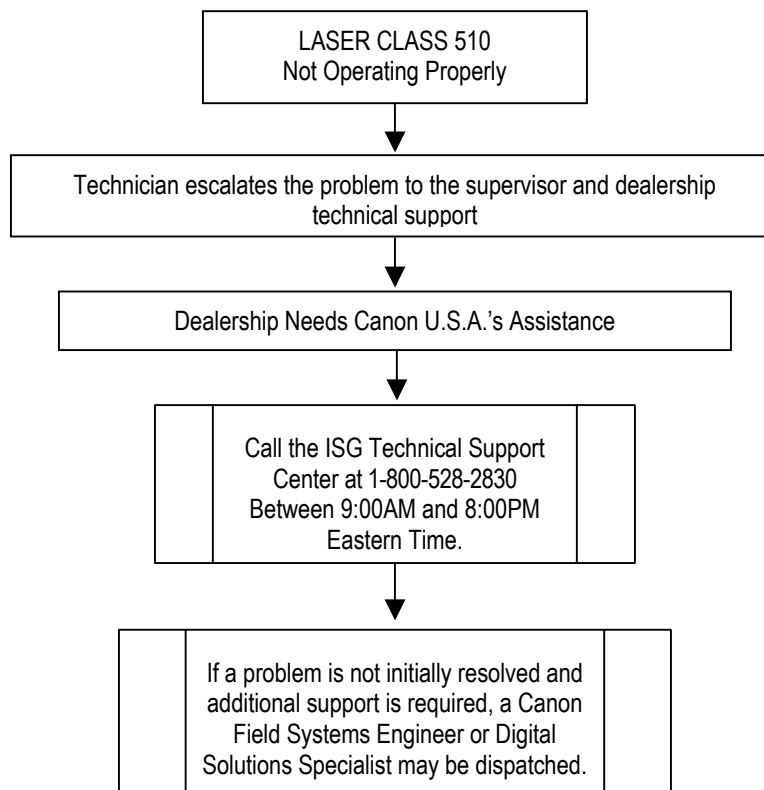 LASER CLASS 510
Not Operating Properly
Technician escalates the problem to the supervisor and dealership
technical support
Dealership Needs Canon U.S.A.’s Assistance
Call the ISG Technical Support
Center at 1-800-528-2830
Between 9:00AM and 8:00PM
Eastern Time.
If a problem is not initially resolved and
additional support is required, a Canon
Field Systems Engineer or Digital
Solutions Specialist may be dispatched.